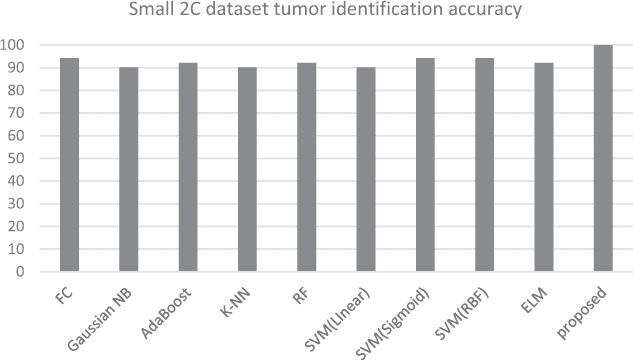 Small 2C dataset tumor identification accuracy
100
90
80
70
60
50
40
30
20
10
0
FC
Gaussian NB
AdaBoost
K-NN
RF
SVM(LInear)
SVM(Sigmoid)
SVM(RBF)
ELM
proposed